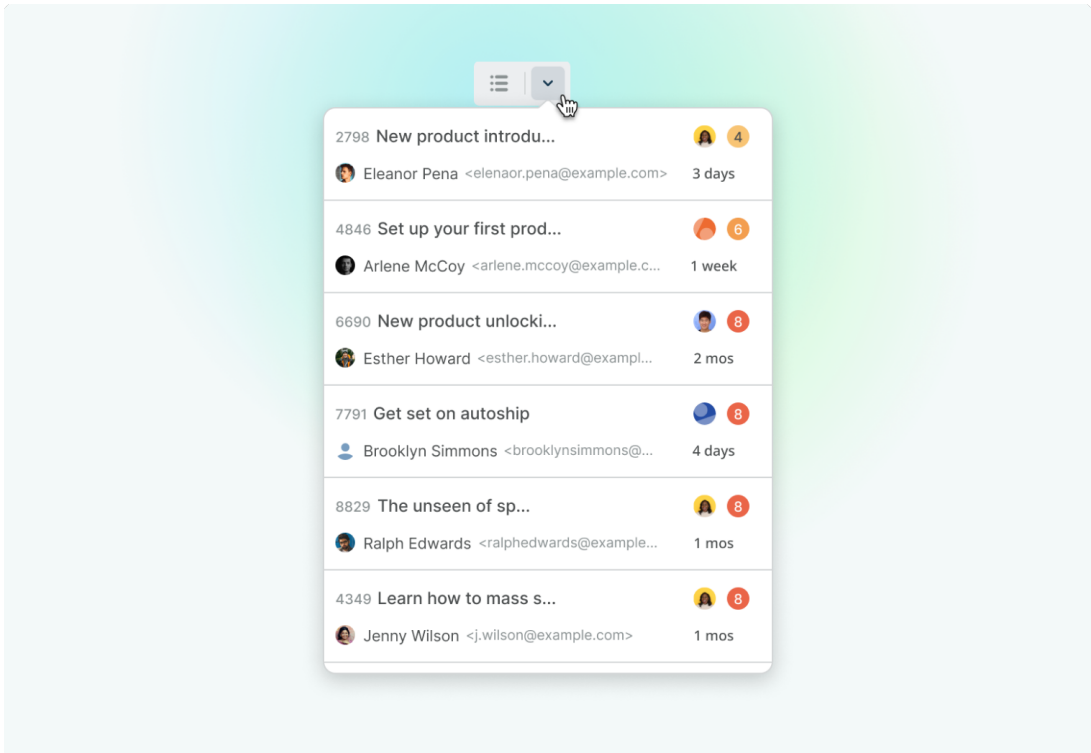 2798 New product introdu... 4
Eleanor Pena <elenaor.pena@example.com> 3 days
4846 Set up your first prod... 6
Arlene McCoy <arlene.mccoy@example.c... 1 week
6690 New product unlocki... 8
Esther Howard <esther.howard@exampl... 2 mos
7791 Get set on autoship 8
Brooklyn Simmons <brooklynsimmons@... 4 days
8829 The unseen of sp... 8
Ralph Edwards <ralphedwards@example... 1 mos
4349 Learn how to mass s... 8
Jenny Wilson <j.wilson@example.com> 1 mos